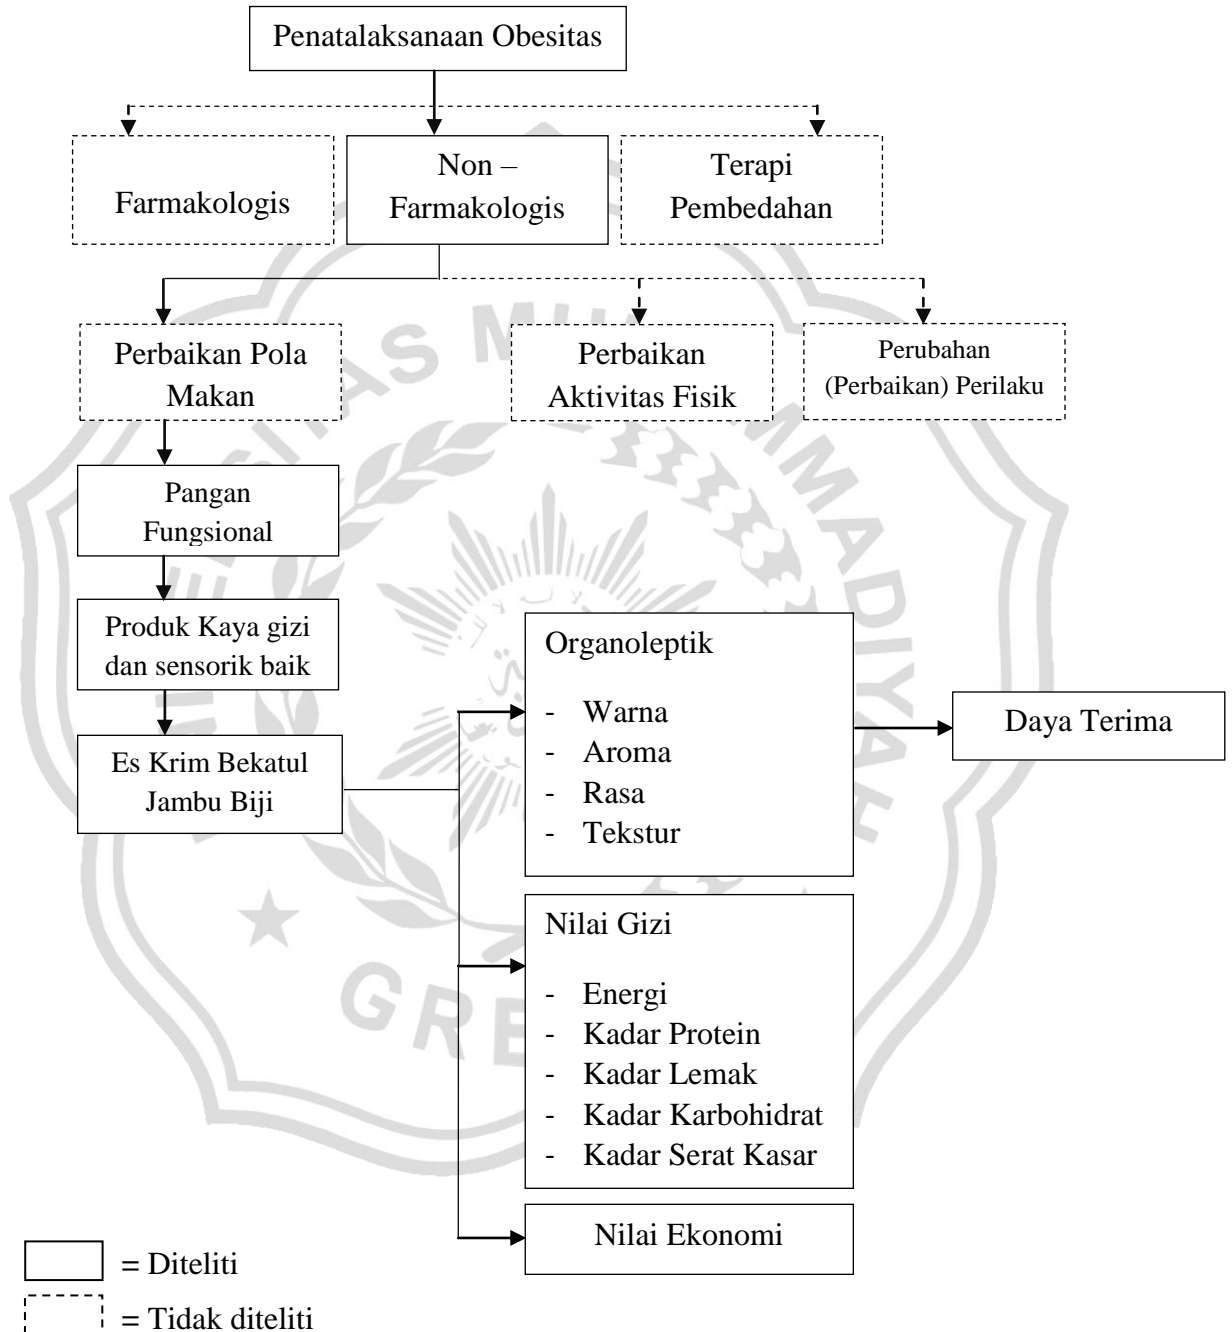 Penatalaksanaan Obesitas
Farmakologis
Non –
Farmakologis
Terapi
Pembedahan
Perbaikan Pola
Makan
Perbaikan
Aktivitas Fisik
Perubahan
(Perbaikan) Perilaku
Pangan
Fungsional
Produk Kaya gizi
dan sensorik baik
Es Krim Bekatul
Jambu Biji
Organoleptik
- Warna
- Aroma
- Rasa
- Tekstur
Daya Terima
Nilai Gizi
- Energi
- Kadar Protein
- Kadar Lemak
- Kadar Karbohidrat
- Kadar Serat Kasar
Nilai Ekonomi
= Diteliti
= Tidak diteliti